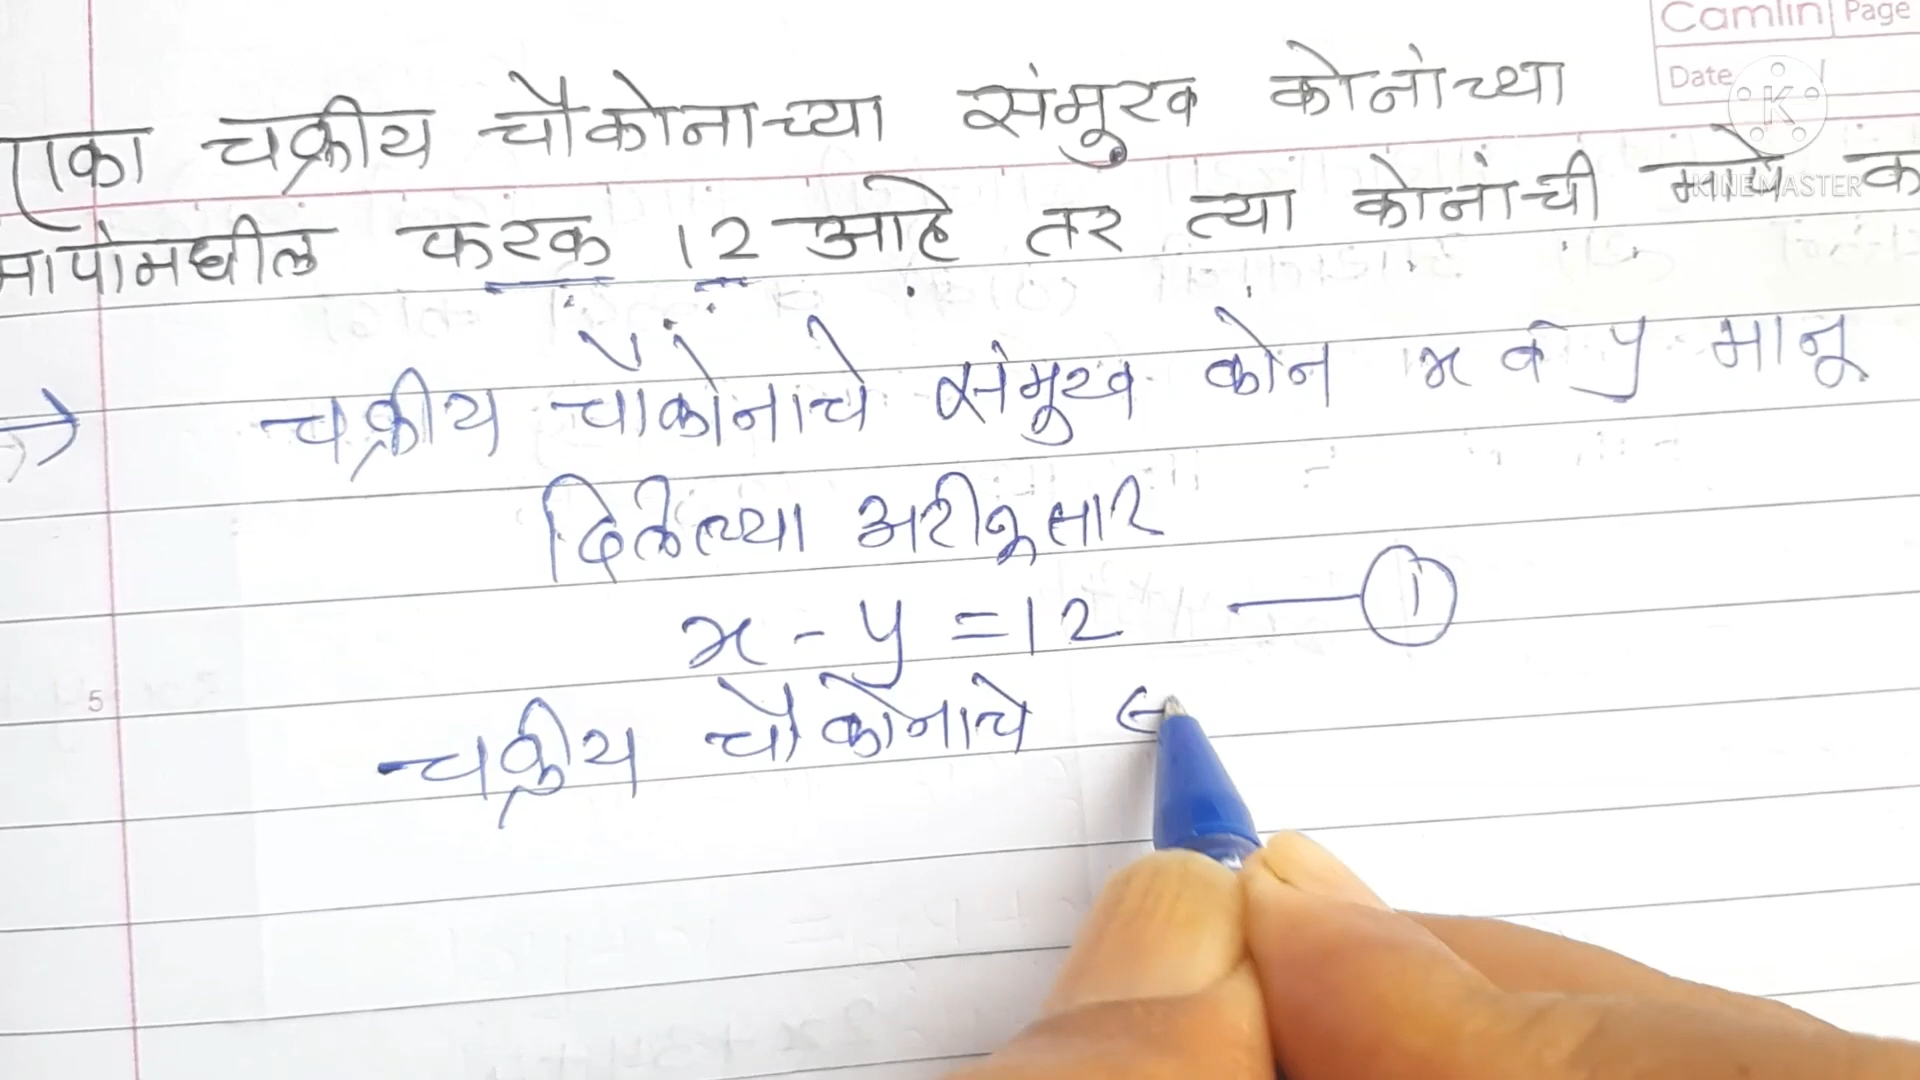 Camlin Page
Date
एका चक्रीय चौकोनाच्या संमुख कोनांच्या
मापांमधील फरक 12 आहे तर त्या कोनांची मापे क
KINEMASTER
→ चक्रीय चौकोनाचे संमुख कोन x व y मानू
दिलेल्या अटीनुसार
x - y = 12 — ①
5
चक्रीय चौकोनाचे